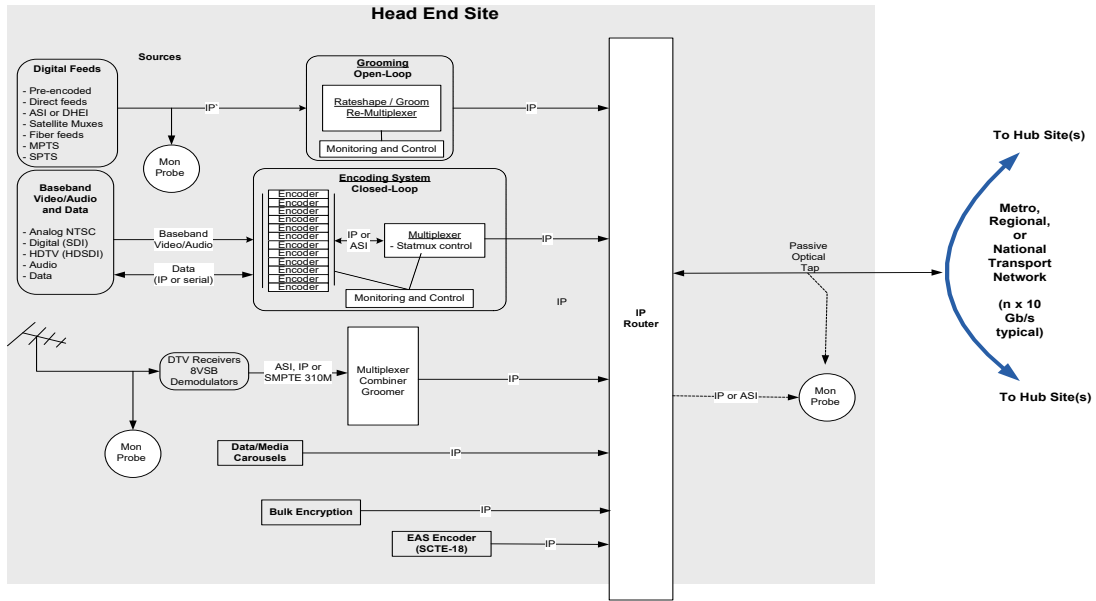 Head End Site
Sources
Digital Feeds
- Pre-encoded
- Direct feeds
- ASI or DHEI
- Satellite Muxes
- Fiber feeds
- MPTS
- SPTS
IP`
Mon
Probe
Grooming
Open-Loop
Rateshape / Groom
Re-Multiplexer
Monitoring and Control
IP
Baseband
Video/Audio
and Data
- Analog NTSC
- Digital (SDI)
- HDTV (HDSDI)
- Audio
- Data
Baseband
Video/Audio
Data
(IP or serial)
Encoding System
Closed-Loop
Encoder
Encoder
Encoder
Encoder
Encoder
Encoder
Encoder
Encoder
Encoder
Encoder
Encoder
Encoder
IP or
ASI
Multiplexer
- Statmux control
Monitoring and Control
IP
IP
DTV Receivers
8VSB
Demodulators
Mon
Probe
ASI, IP or
SMPTE 310M
Multiplexer
Combiner
Groomer
IP
Data/Media
Carousels
IP
Bulk Encryption
IP
EAS Encoder
(SCTE-18)
IP
IP
Router
Passive
Optical
Tap
IP or ASI
Mon
Probe
To Hub Site(s)
Metro,
Regional,
or
National
Transport
Network
(n x 10
Gb/s
typical)
To Hub Site(s)